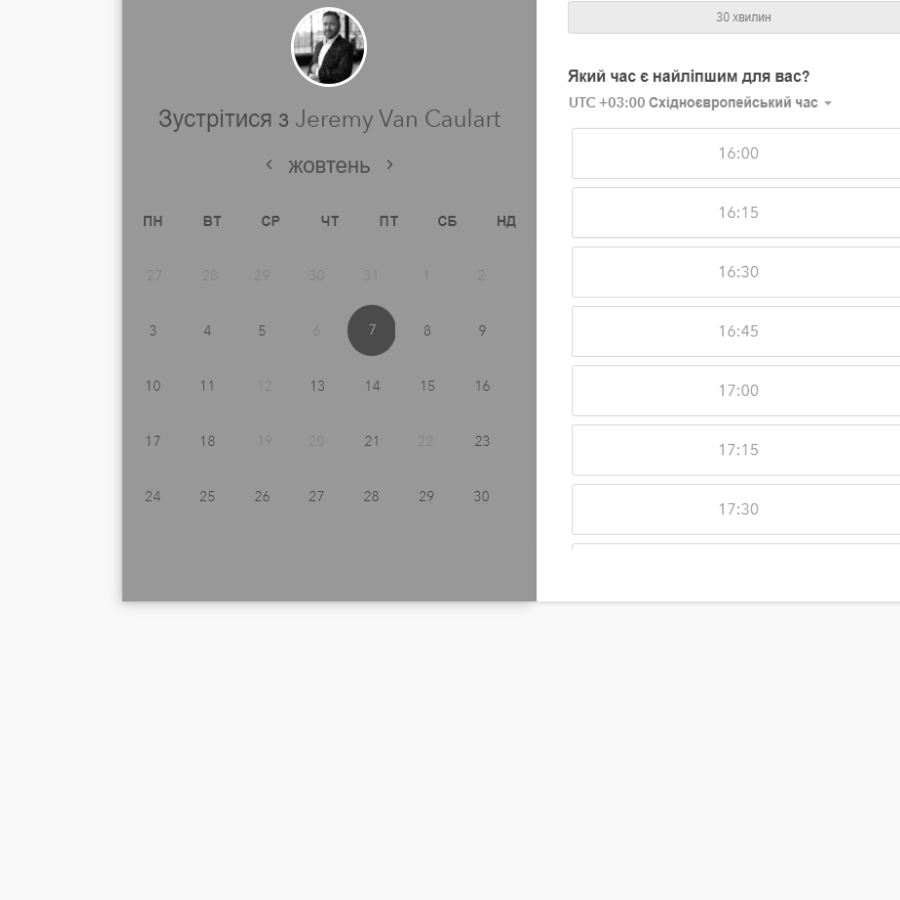 Зустрітися з Jeremy Van Caulart
‹ жовтень ›
ПН ВТ СР ЧТ ПТ СБ НД
27 28 29 30 31 1 2
3 4 5 6 7 8 9
10 11 12 13 14 15 16
17 18 19 20 21 22 23
24 25 26 27 28 29 30
30 хвилин
Який час є найліпшим для вас?
UTC +03:00 Східноєвропейський час
16:00
16:15
16:30
16:45
17:00
17:15
17:30